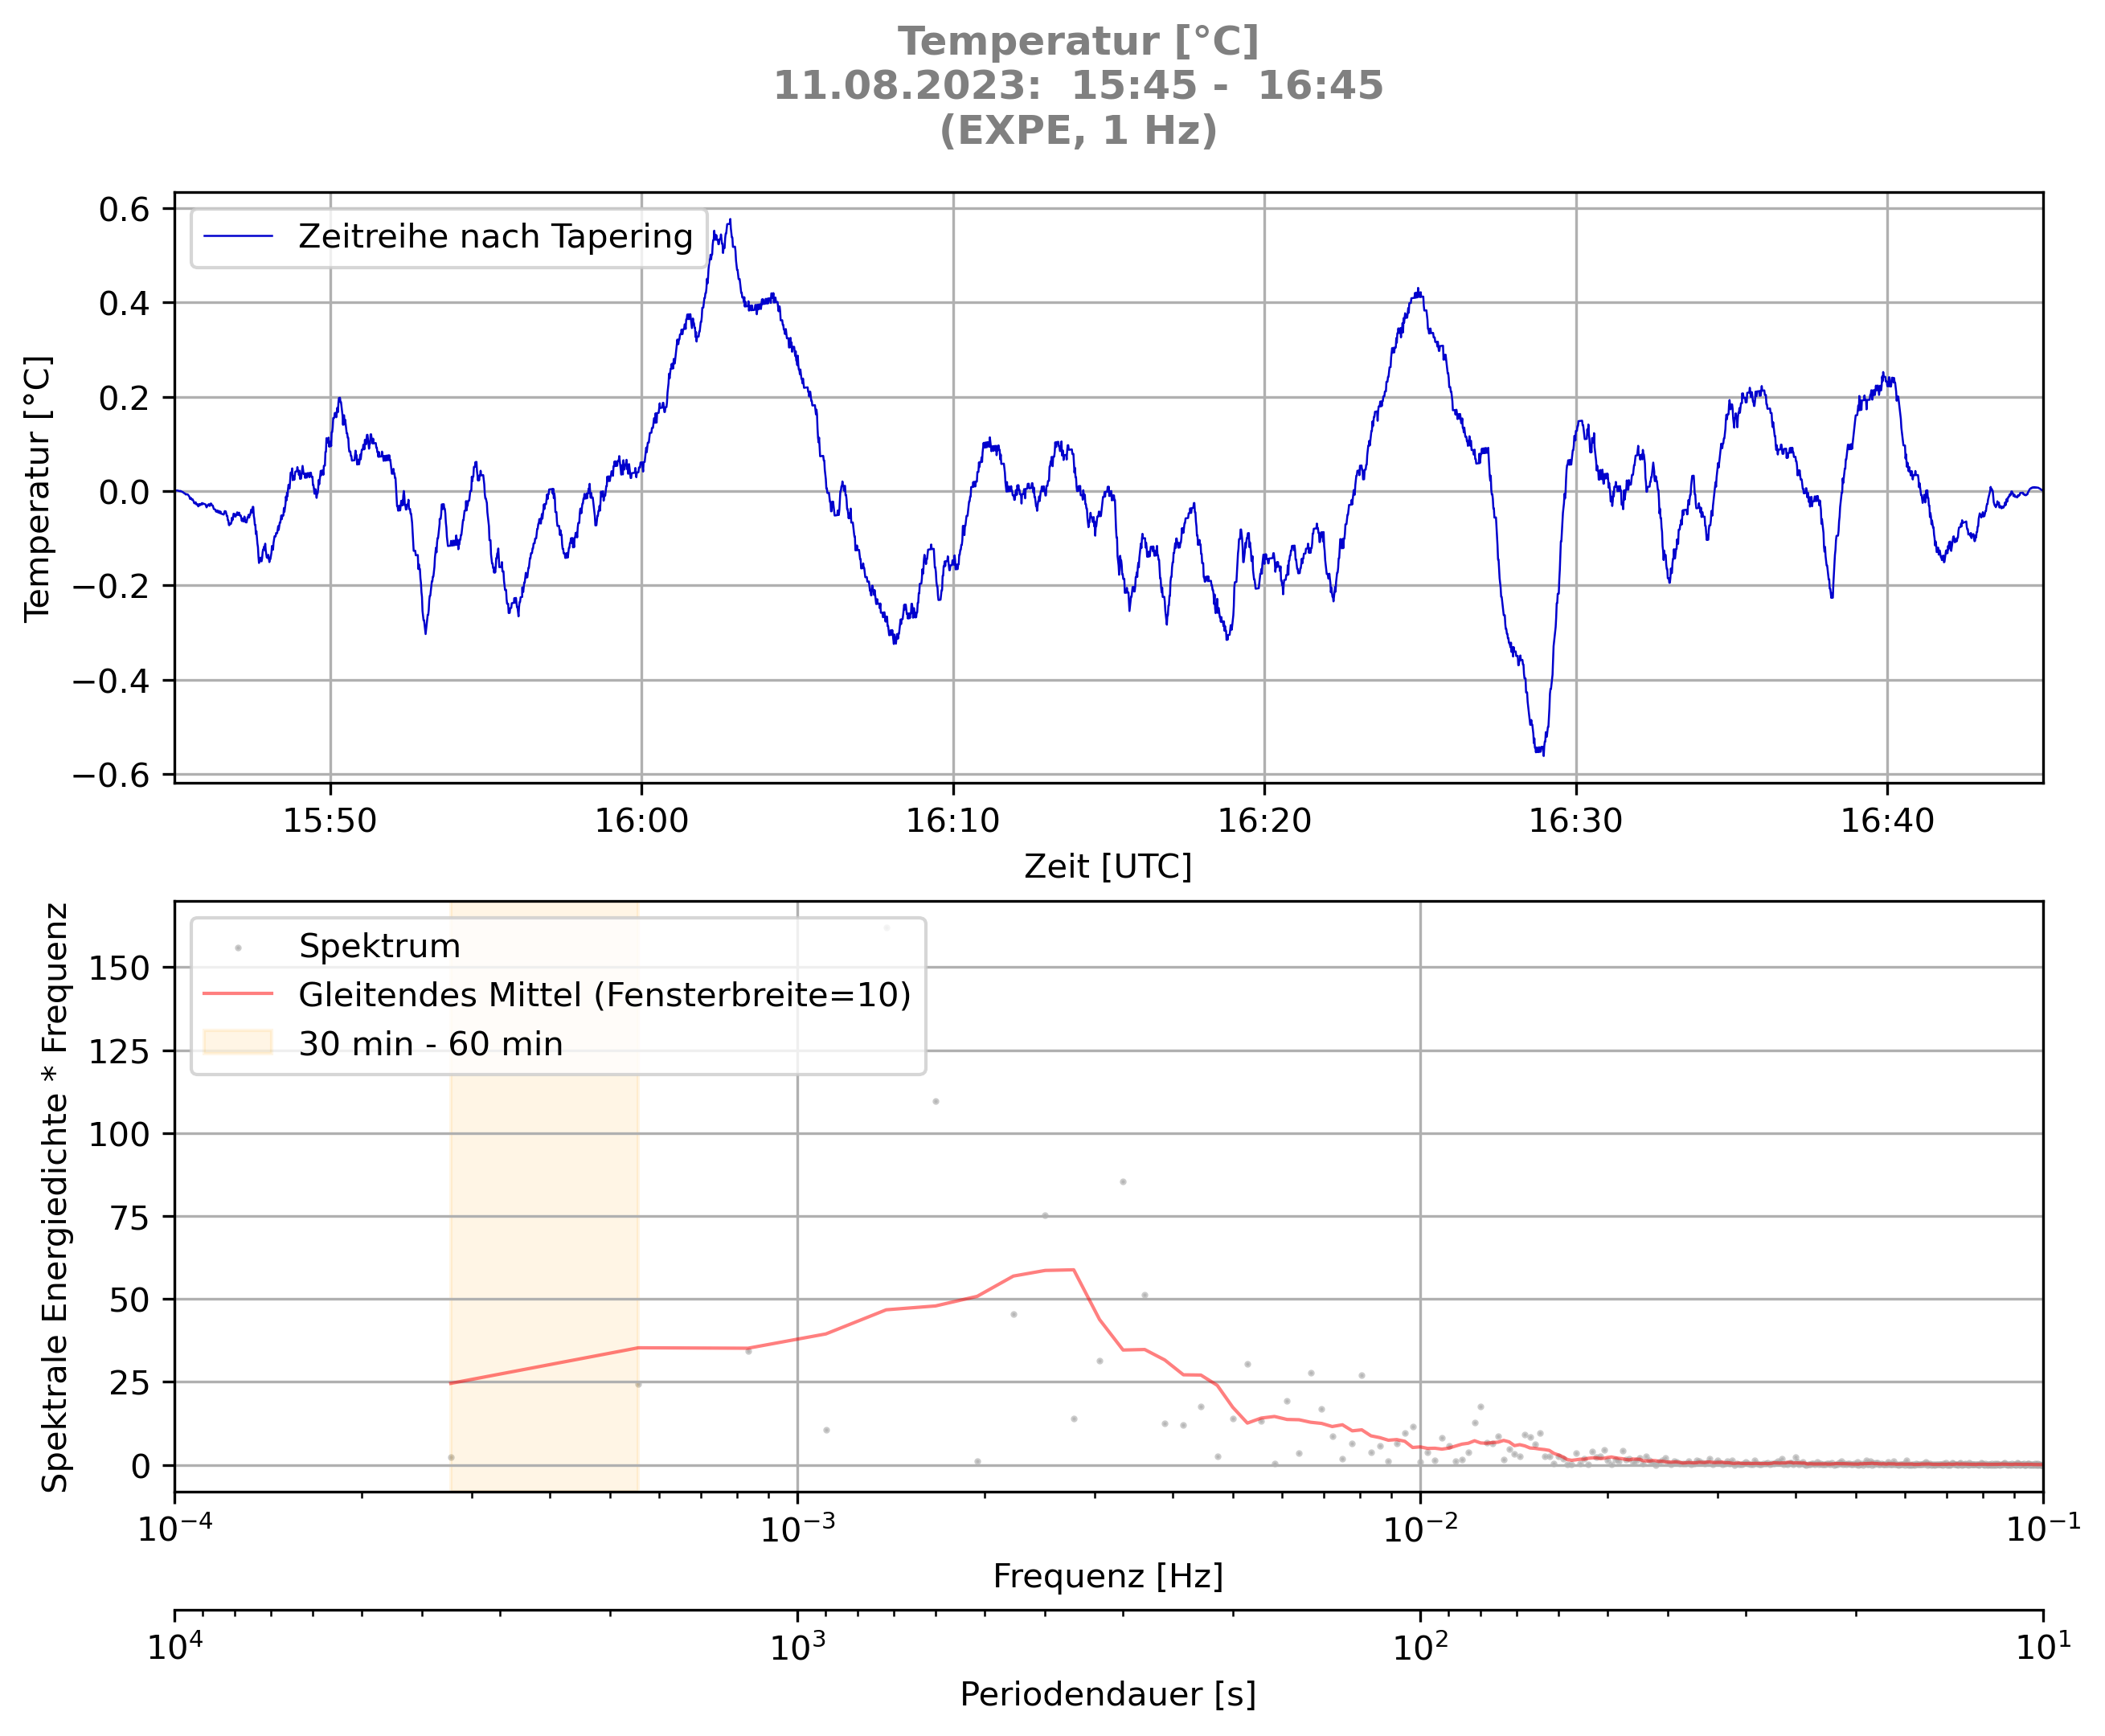 Temperatur [°C]
11.08.2023:  15:45 -  16:45
(EXPE, 1 Hz)
Zeitreihe nach Tapering
Temperatur [°C]
0.6
0.4
0.2
0.0
−0.2
−0.4
−0.6
15:50 16:00 16:10 16:20 16:30 16:40
Zeit [UTC]
Spektrum
Gleitendes Mittel (Fensterbreite=10)
30 min - 60 min
Spektrale Energiedichte * Frequenz
150
125
100
75
50
25
0
10⁻⁴ 10⁻³ 10⁻² 10⁻¹
Frequenz [Hz]
10⁴ 10³ 10² 10¹
Periodendauer [s]